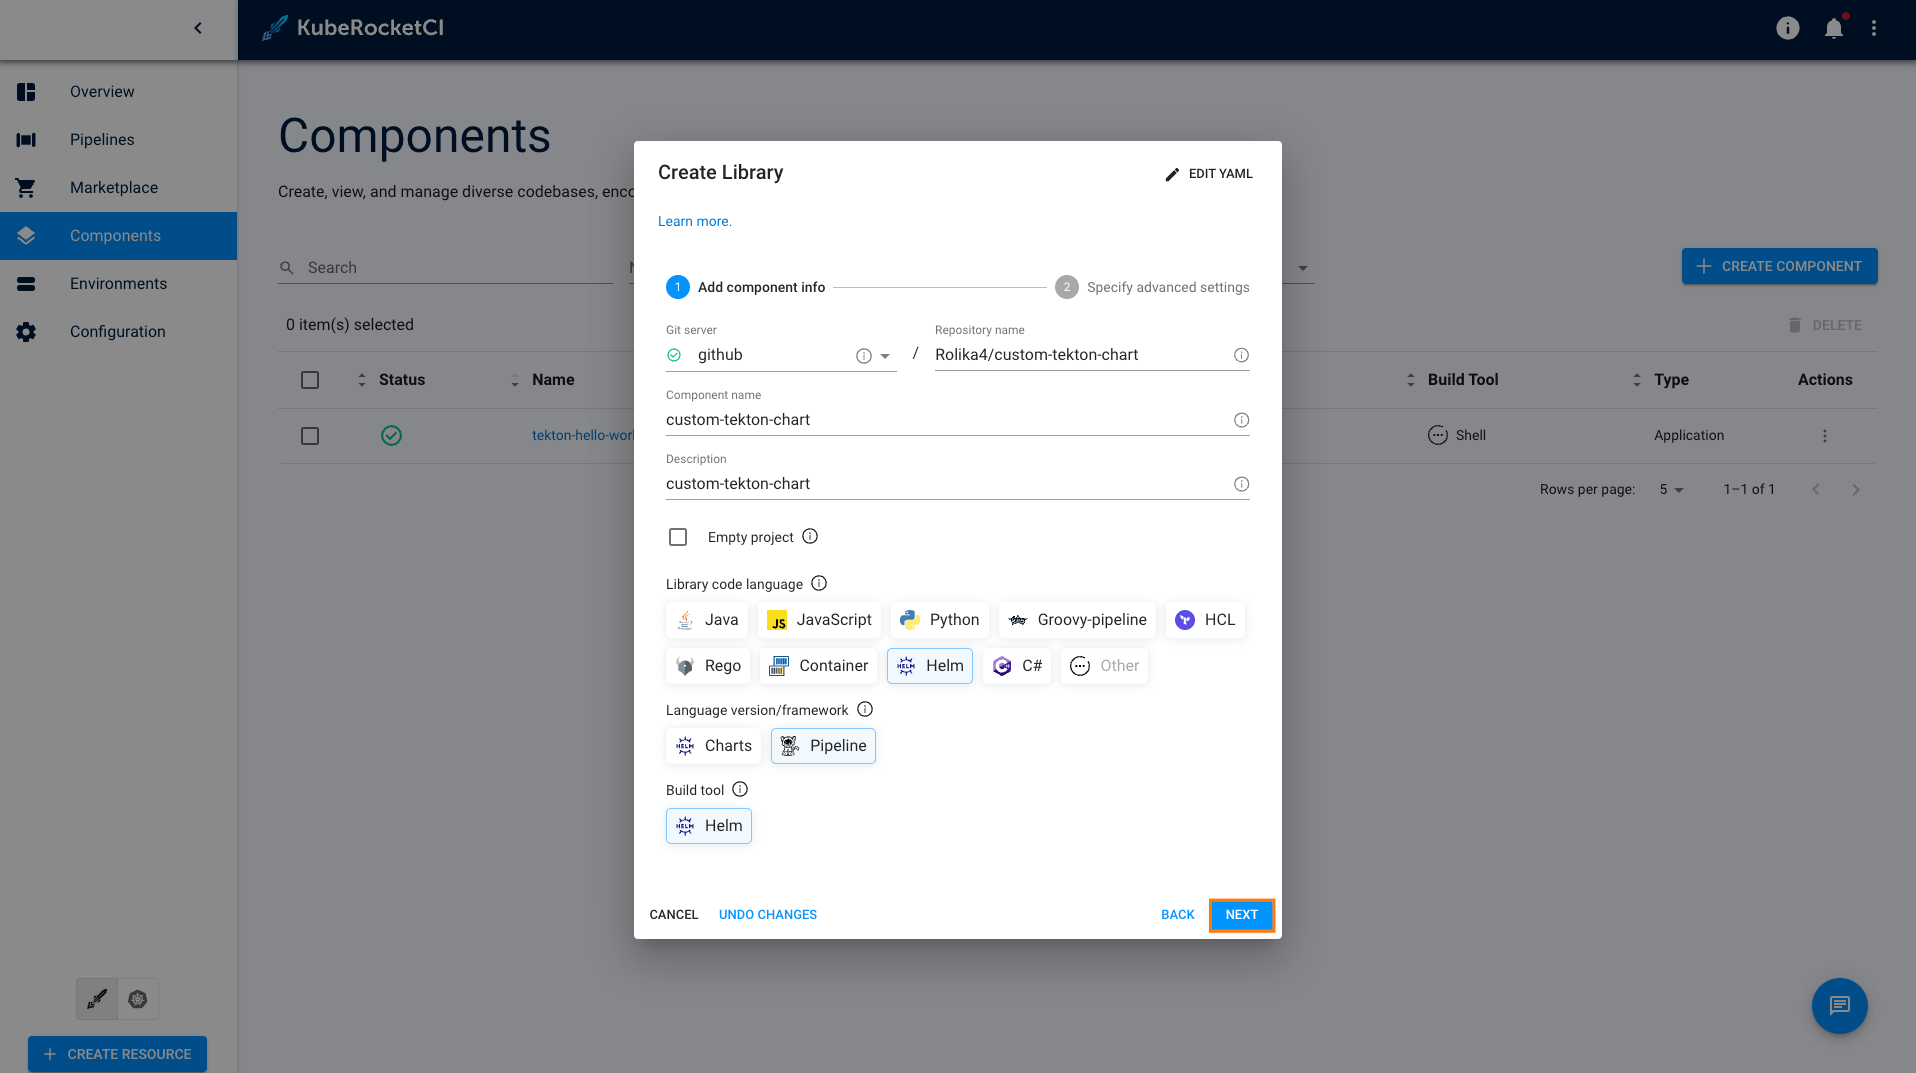 KubeRocketCI
Overview
Pipelines
Marketplace
Components
Environments
Configuration
CREATE RESOURCE
Components
Create, view, and manage diverse codebases,
Search
CREATE COMPONENT
0 item(s) selected
DELETE
Status Name Build Tool Type Actions
tekton-hello-worl Shell Application
Rows per page: 5 1–1 of 1
Create Library
EDIT YAML
Learn more.
1 Add component info 2 Specify advanced settings
Git server Repository name
github / Rolika4/custom-tekton-chart
Component name
custom-tekton-chart
Description
custom-tekton-chart
Empty project
Library code language
Java JS JavaScript Python Groovy-pipeline HCL
Rego Container HELM Helm C# Other
Language version/framework
HELM Charts Pipeline
Build tool
HELM Helm
CANCEL UNDO CHANGES BACK NEXT